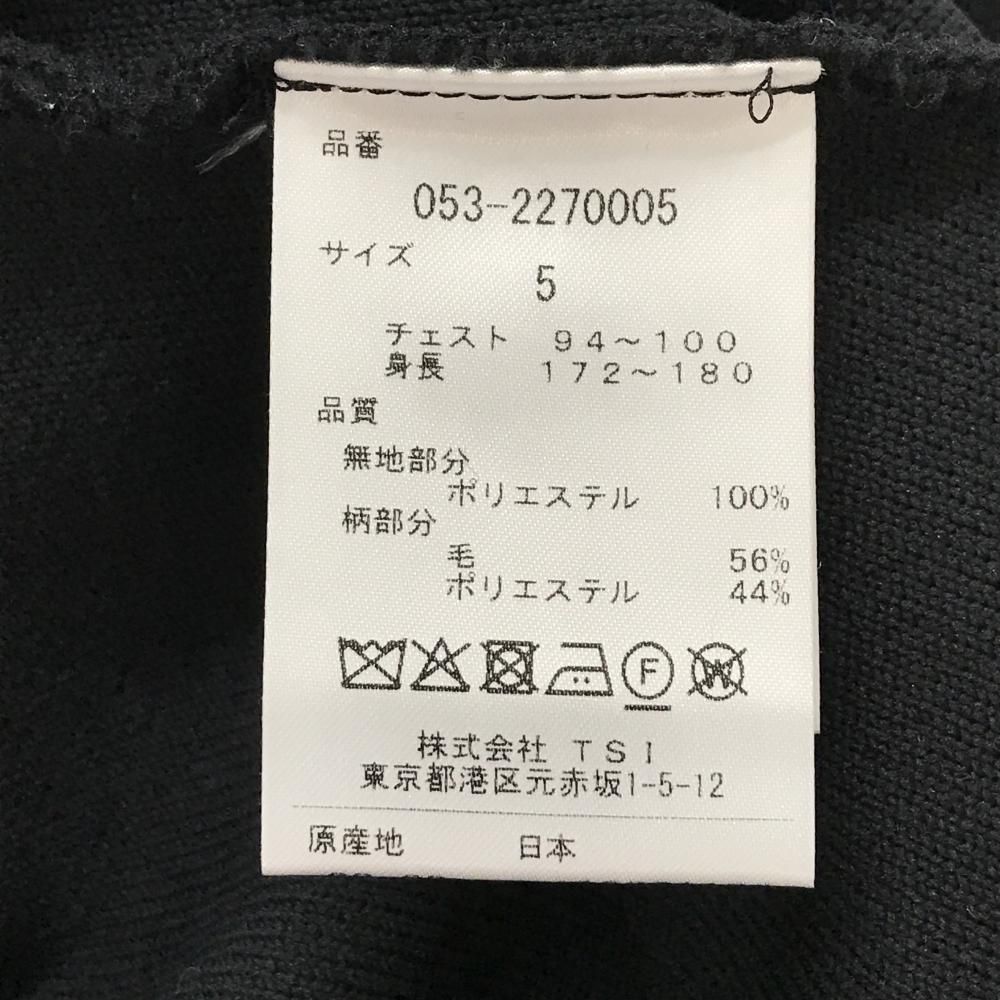 品番
053-2270005
サイズ
5
チェスト 94~100
身長 172~180
品質
無地部分
ポリエステル 100%
柄部分
毛 56%
ポリエステル 44%
F W
株式会社 TSI
東京都港区元赤坂1-5-12
原産地 日本